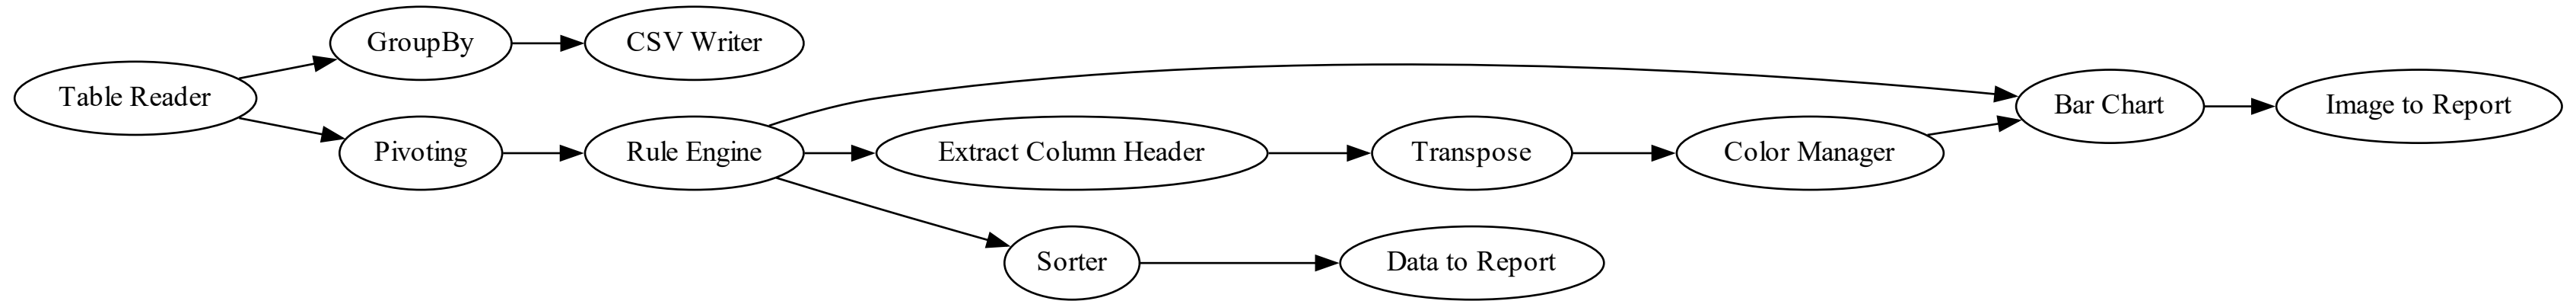 GroupBy
CSV Writer
Table Reader
Bar Chart
Image to Report
Pivoting
Rule Engine
Extract Column Header
Transpose
Color Manager
Sorter
Data to Report